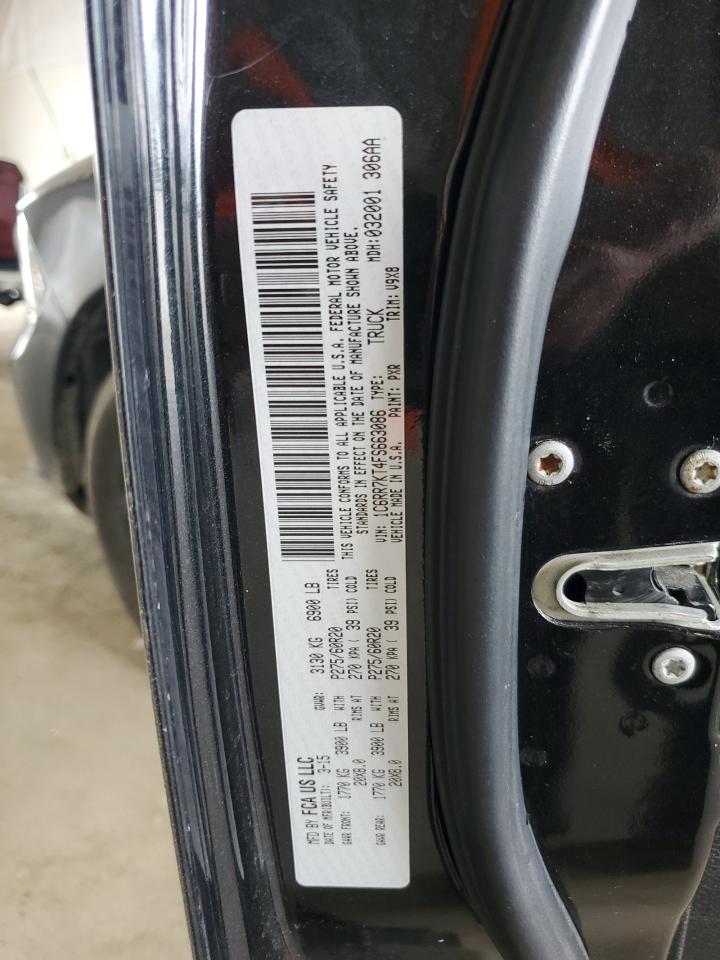 MFD BY FCA US LLC
DATE OF MFR(BUILT): 3-15 GVWR: 3130 KG 6900 LB
GAWR FRONT: 1770 KG 3900 LB WITH P275/60R20 TIRES
20X8.0 RIMS AT 270 KPA ( 39 PSI) COLD
GAWR REAR: 1770 KG 3900 LB WITH P275/60R20 TIRES
20X8.0 RIMS AT 270 KPA ( 39 PSI) COLD
THIS VEHICLE CONFORMS TO ALL APPLICABLE U.S.A. FEDERAL MOTOR VEHICLE SAFETY
STANDARDS IN EFFECT ON THE DATE OF MANUFACTURE SHOWN ABOVE.
VIN: 1C6RR7KT4FS663086 TYPE: TRUCK MDH:032001 306AA
VEHICLE MADE IN U.S.A. PAINT: PXR TRIM: V9X8